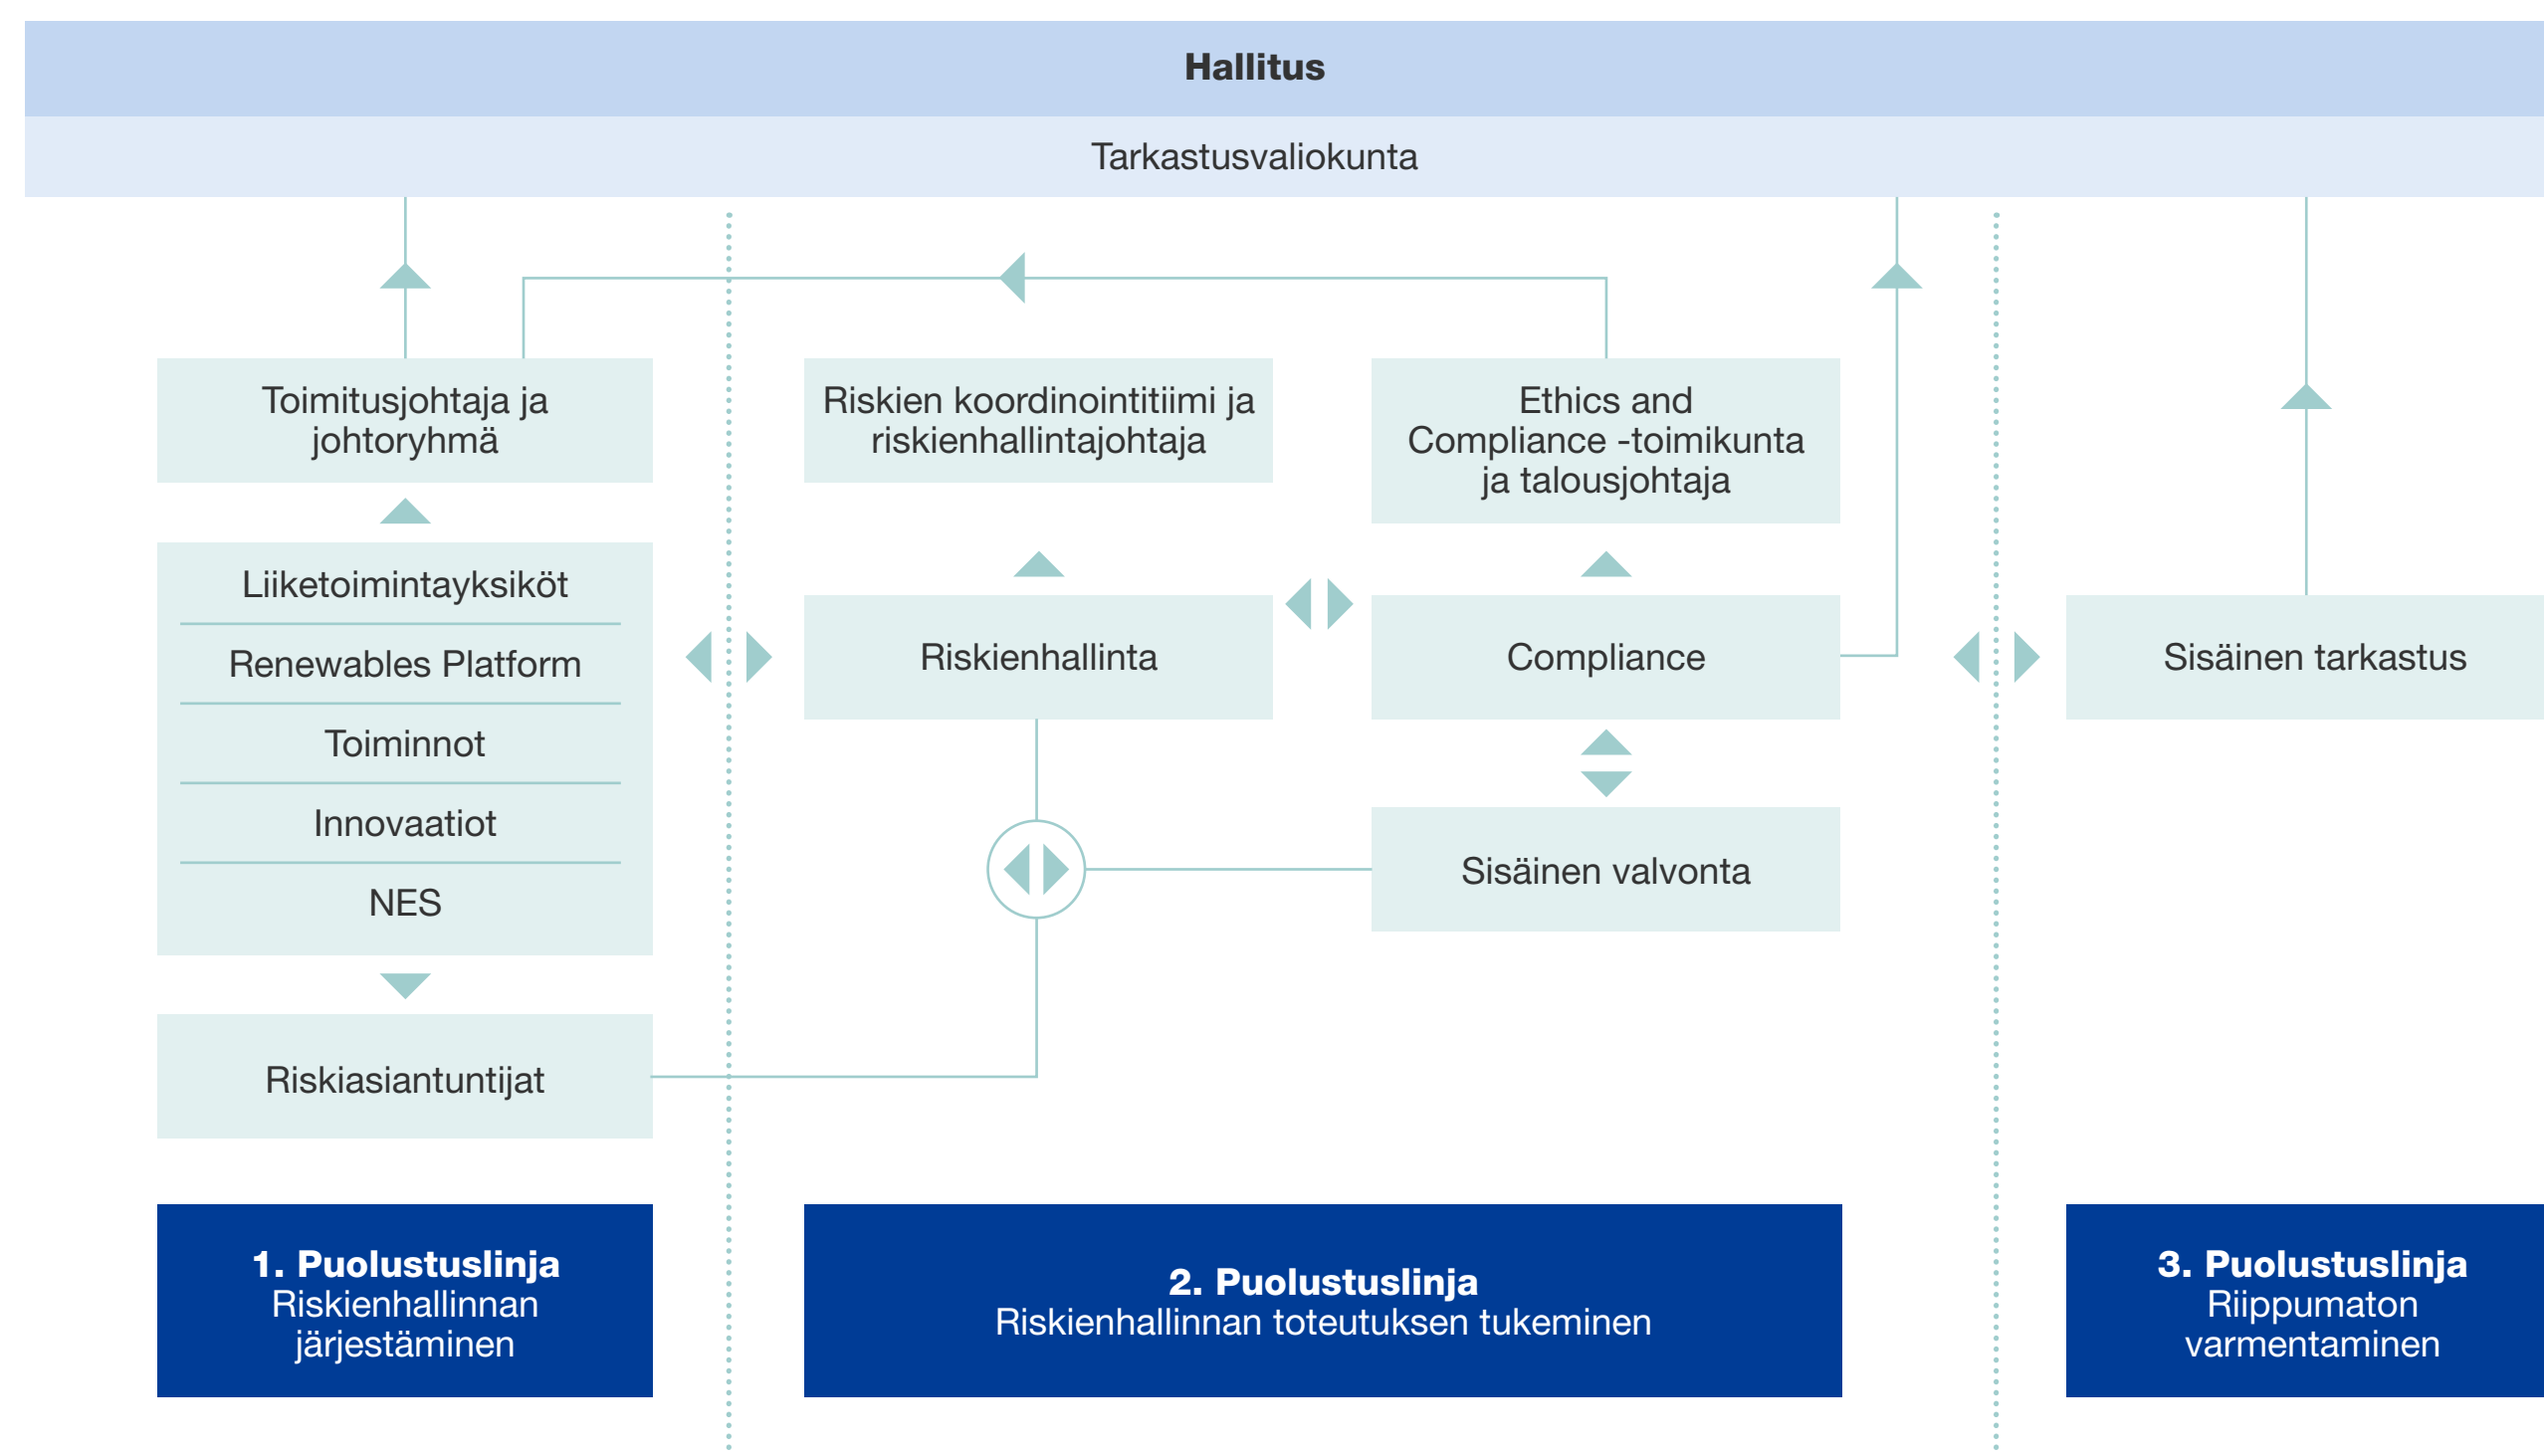 Hallitus
Tarkastusvaliokunta
Toimitusjohtaja ja
johtoryhmä
Riskien koordinointitiimi ja
riskienhallintajohtaja
Ethics and
Compliance -toimikunta
ja talousjohtaja
Liiketoimintayksiköt
Renewables Platform
Toiminnot
Innovaatiot
NES
Riskienhallinta
Compliance
Sisäinen tarkastus
Sisäinen valvonta
Riskiasiantuntijat
1. Puolustuslinja
Riskienhallinnan
järjestäminen
2. Puolustuslinja
Riskienhallinnan toteutuksen tukeminen
3. Puolustuslinja
Riippumaton
varmentaminen